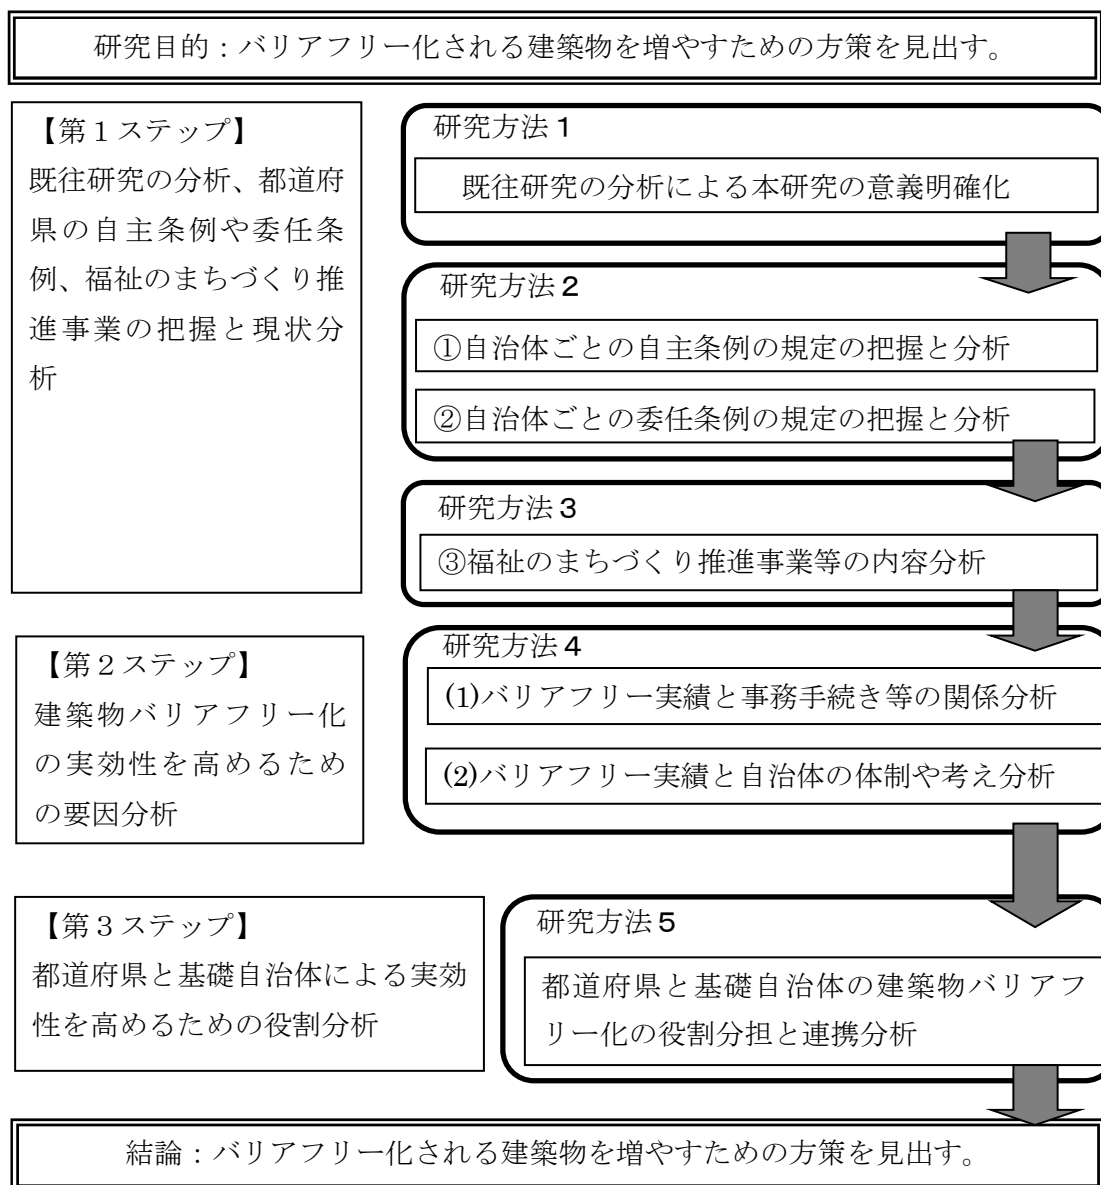 研究目的：バリアフリー化される建築物を増やすための方策を見出す。
【第１ステップ】
既往研究の分析、都道府
県の自主条例や委任条
例、福祉のまちづくり推
進事業の把握と現状分
析
研究方法１
既往研究の分析による本研究の意義明確化
研究方法２
①自治体ごとの自主条例の規定の把握と分析
②自治体ごとの委任条例の規定の把握と分析
研究方法３
③福祉のまちづくり推進事業等の内容分析
【第２ステップ】
建築物バリアフリー化
の実効性を高めるため
の要因分析
研究方法４
(1)バリアフリー実績と事務手続き等の関係分析
(2)バリアフリー実績と自治体の体制や考え分析
【第３ステップ】
都道府県と基礎自治体による実効
性を高めるための役割分析
研究方法５
都道府県と基礎自治体の建築物バリアフ
リー化の役割分担と連携分析
結論：バリアフリー化される建築物を増やすための方策を見出す。